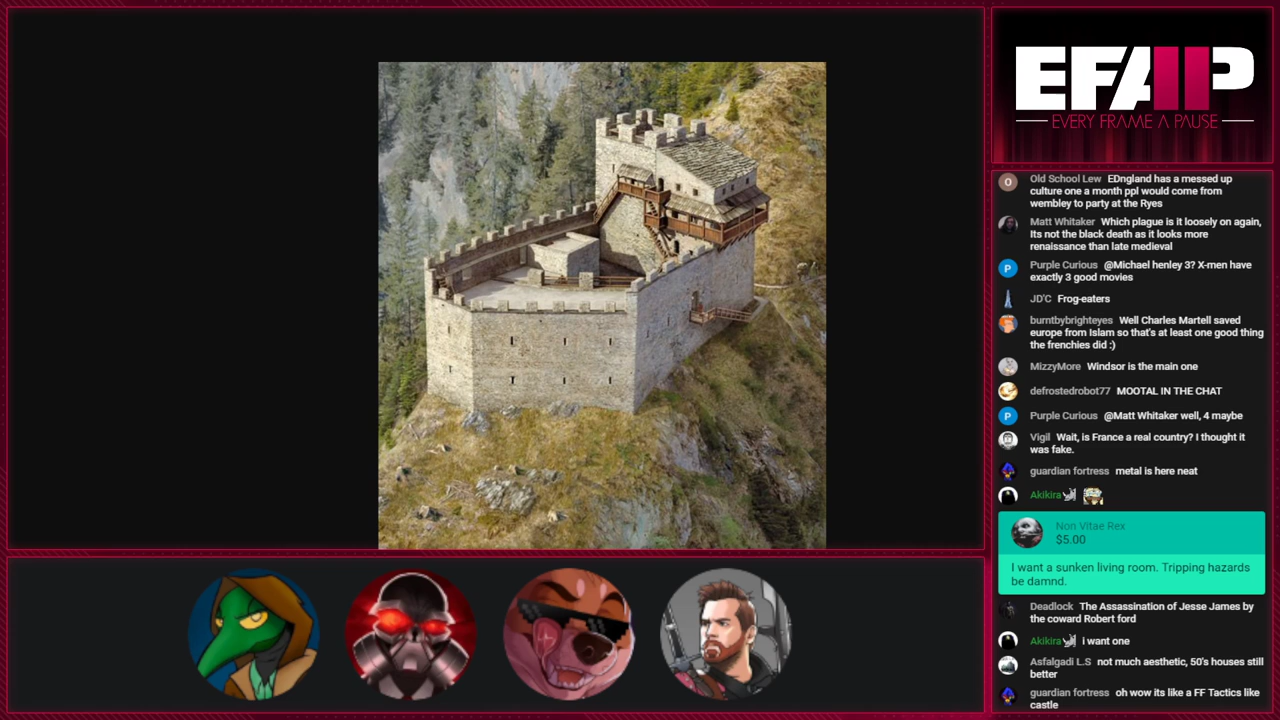 EFAP
EVERY FRAME A PAUSE
Old School Lew EDngland has a messed up
culture one a month ppl would come from
wembley to party at the Ryes
Matt Whitaker Which plague is it loosely on again,
Its not the black death as it looks more
renaissance than late medieval
Purple Curious @Michael henley 3? X-men have
exactly 3 good movies
JD'C Frog-eaters
burntbybrighteyes Well Charles Martell saved
europe from Islam so that's at least one good thing
the frenchies did :)
MizzyMore Windsor is the main one
defrostedrobot77 MOOTAL IN THE CHAT
Purple Curious @Matt Whitaker well, 4 maybe
Vigil Wait, is France a real country? I thought it
was fake.
guardian fortress metal is here neat
Akikira
Non Vitae Rex
$5.00
I want a sunken living room. Tripping hazards
be damnd.
Deadlock The Assassination of Jesse James by
the coward Robert ford
Akikira i want one
Asfalgadi L.S not much aesthetic, 50's houses still
better
guardian fortress oh wow its like a FF Tactics like
castle